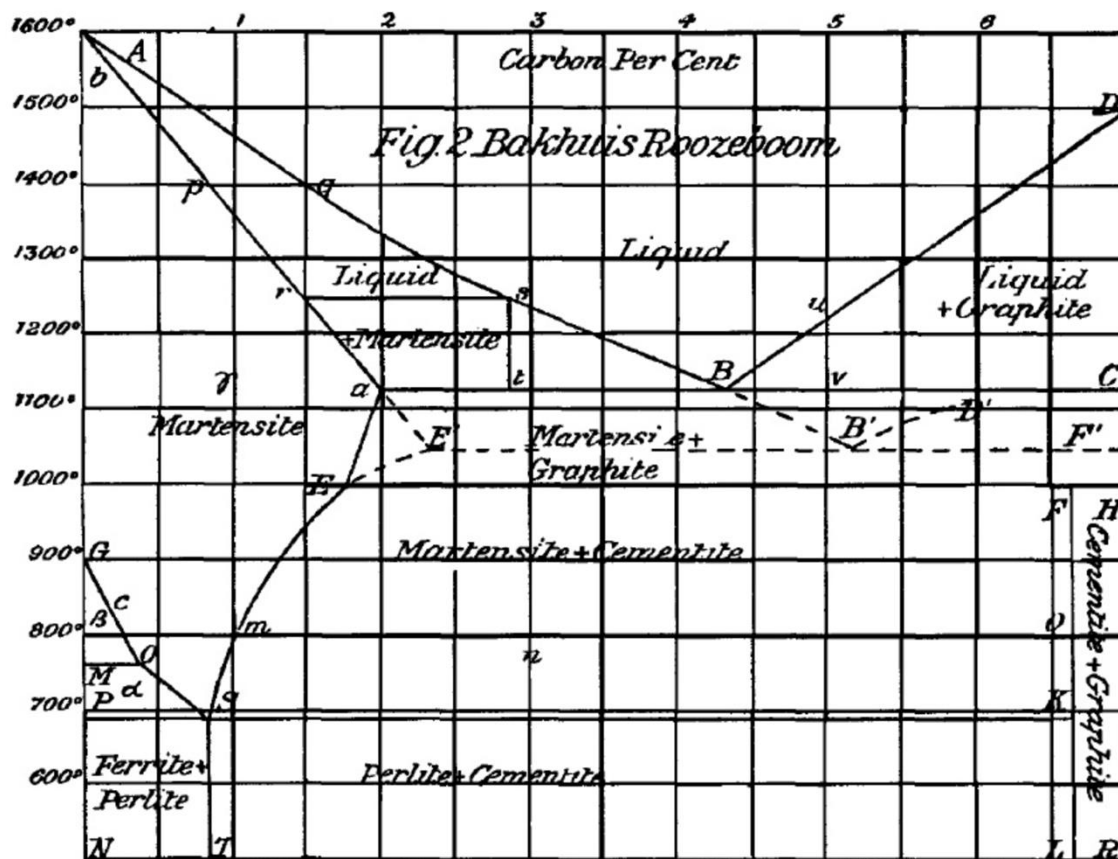 1 2 3 4 5 6
1600° A
b Carbon Per Cent
1500° D
Fig. 2 Bakhuis Roozeboom
1400° p q
1300° Liquid
r Liquid s u Liquid
+Graphite
1200° +Martensite
γ a t B v C
1100° Martensite E' Martensi e+ B' D' F'
Graphite
1000° E
F H
900° G Martensite+Cementite
c
β
800° m O
O n
M
P α
700° S K
Ferrite+ Perlite+Cementite
600°
Perlite
Cementite+Graphite
N T L R